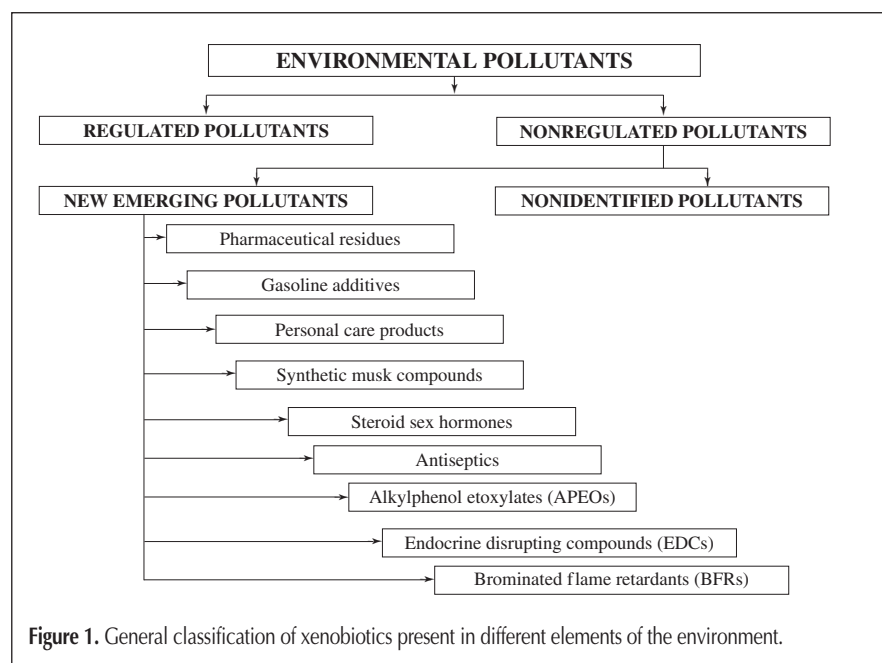 ENVIRONMENTAL POLLUTANTS
REGULATED POLLUTANTS
NONREGULATED POLLUTANTS
NEW EMERGING POLLUTANTS
NONIDENTIFIED POLLUTANTS
Pharmaceutical residues
Gasoline additives
Personal care products
Synthetic musk compounds
Steroid sex hormones
Antiseptics
Alkylphenol etoxylates (APEOs)
Endocrine disrupting compounds (EDCs)
Brominated flame retardants (BFRs)
Figure 1. General classification of xenobiotics present in different elements of the environment.